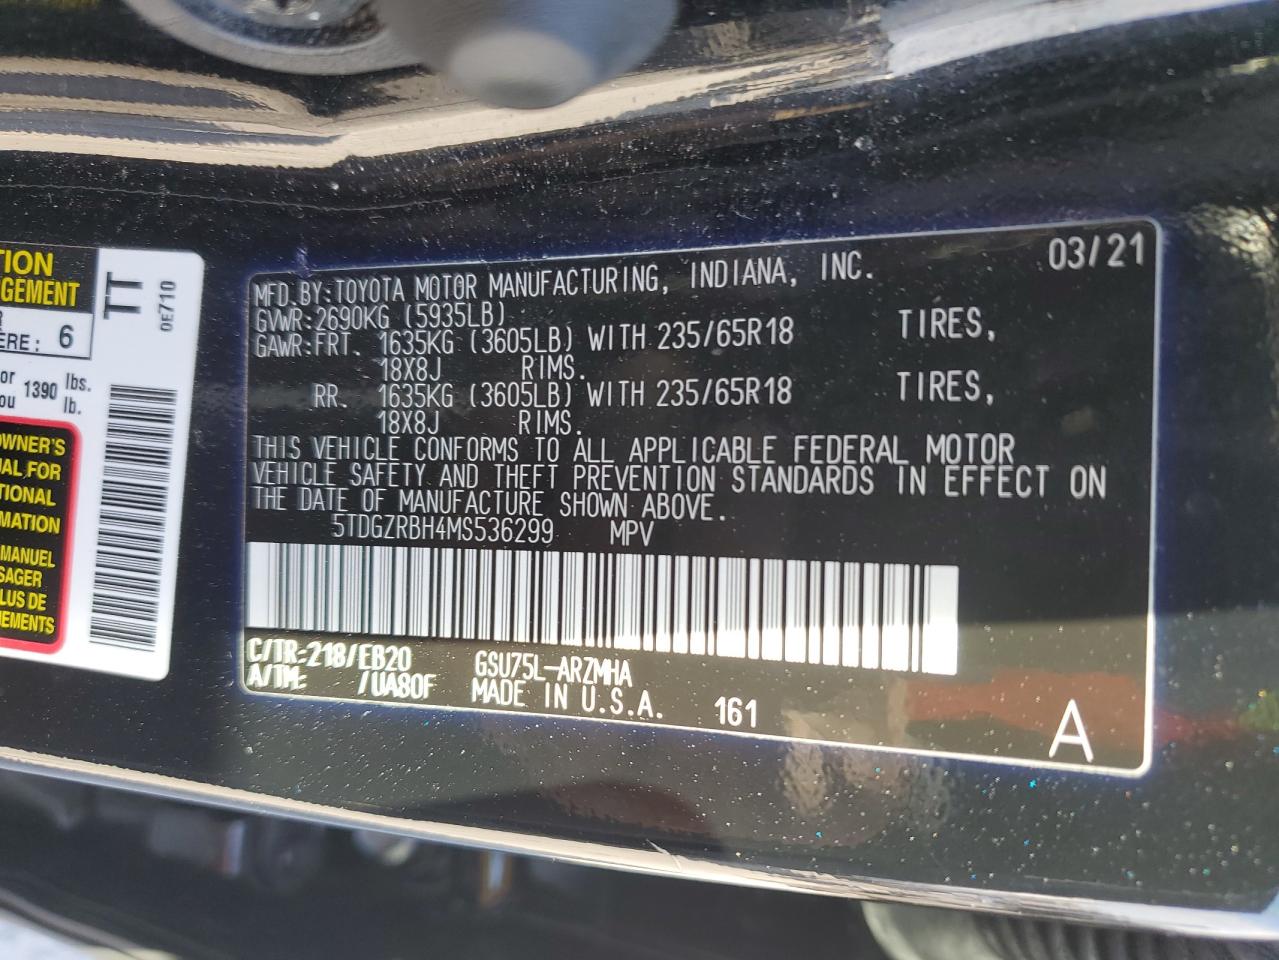 TION
GEMENT
ÈRE: 6
or 1390 lbs.
ou lb.
OWNER'S
UAL FOR
TIONAL
MATION
MANUEL
SAGER
LUS DE
NEMENTS
TT
0E710
03/21
MFD.BY:TOYOTA MOTOR MANUFACTURING, INDIANA, INC.
GVWR:2690KG (5935LB)
GAWR:FRT. 1635KG (3605LB) WITH 235/65R18 TIRES,
18X8J RIMS.
RR. 1635KG (3605LB) WITH 235/65R18 TIRES,
18X8J RIMS.
THIS VEHICLE CONFORMS TO ALL APPLICABLE FEDERAL MOTOR
VEHICLE SAFETY AND THEFT PREVENTION STANDARDS IN EFFECT ON
THE DATE OF MANUFACTURE SHOWN ABOVE.
5TDGZRBH4MS536299 MPV
C/TR:218/EB20 GSU75L-ARZMHA
A/TM: /UA80F MADE IN U.S.A. 161
A